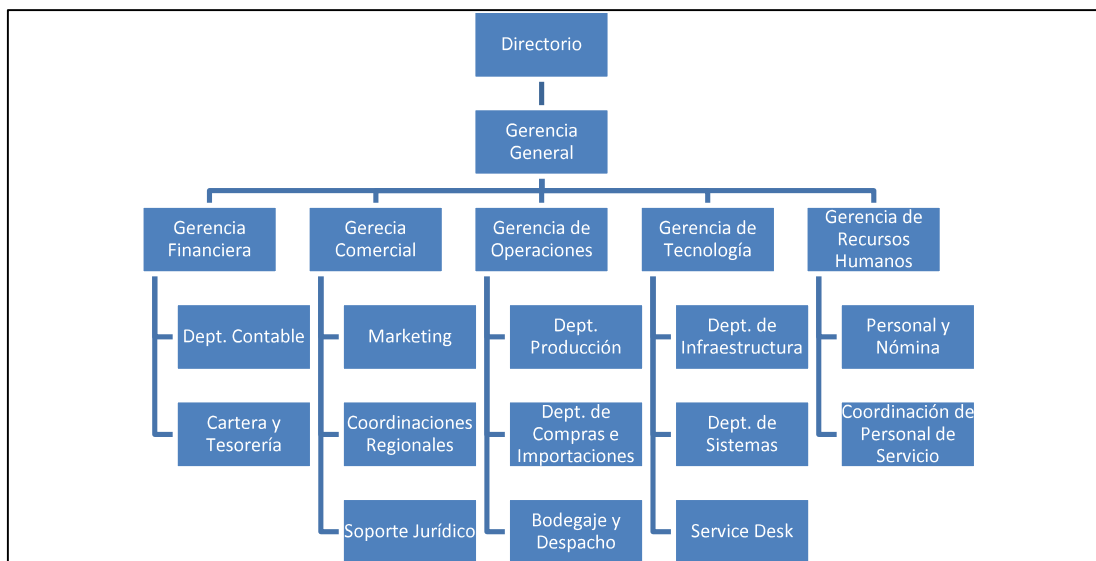 Directorio
Gerencia
General
Gerencia
Financiera
Gerecia
Comercial
Gerencia de
Operaciones
Gerencia de
Tecnología
Gerencia de
Recursos
Humanos
Dept. Contable
Marketing
Dept.
Producción
Dept. de
Infraestructura
Personal y
Nómina
Cartera y
Tesorería
Coordinaciones
Regionales
Dept. de
Compras e
Importaciones
Dept. de
Sistemas
Coordinación de
Personal de
Servicio
Soporte Jurídico
Bodegaje y
Despacho
Service Desk